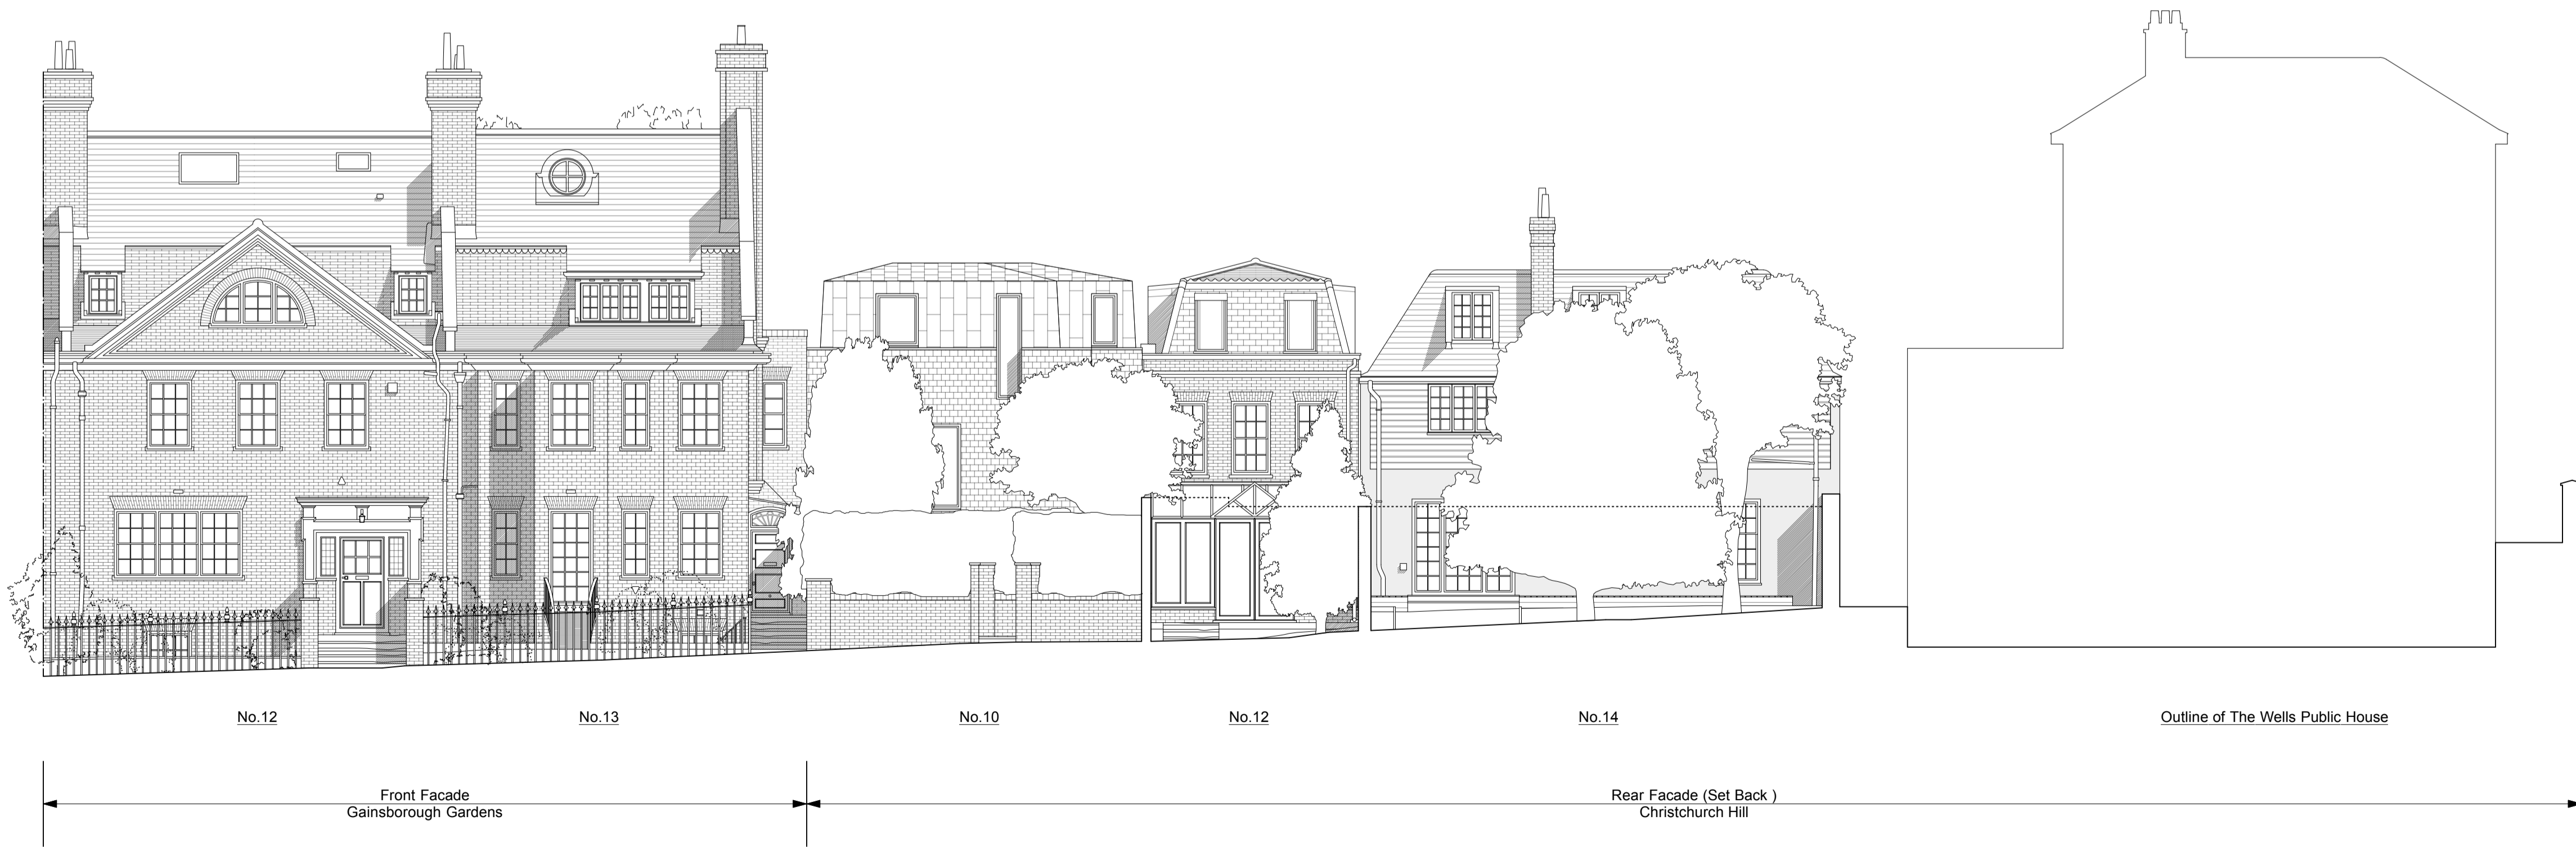 No.12
No.13
No.10
No.12
No.14
Outline of The Wells Public House
Front Facade
Gainsborough Gardens
Rear Facade (Set Back )
Christchurch Hill